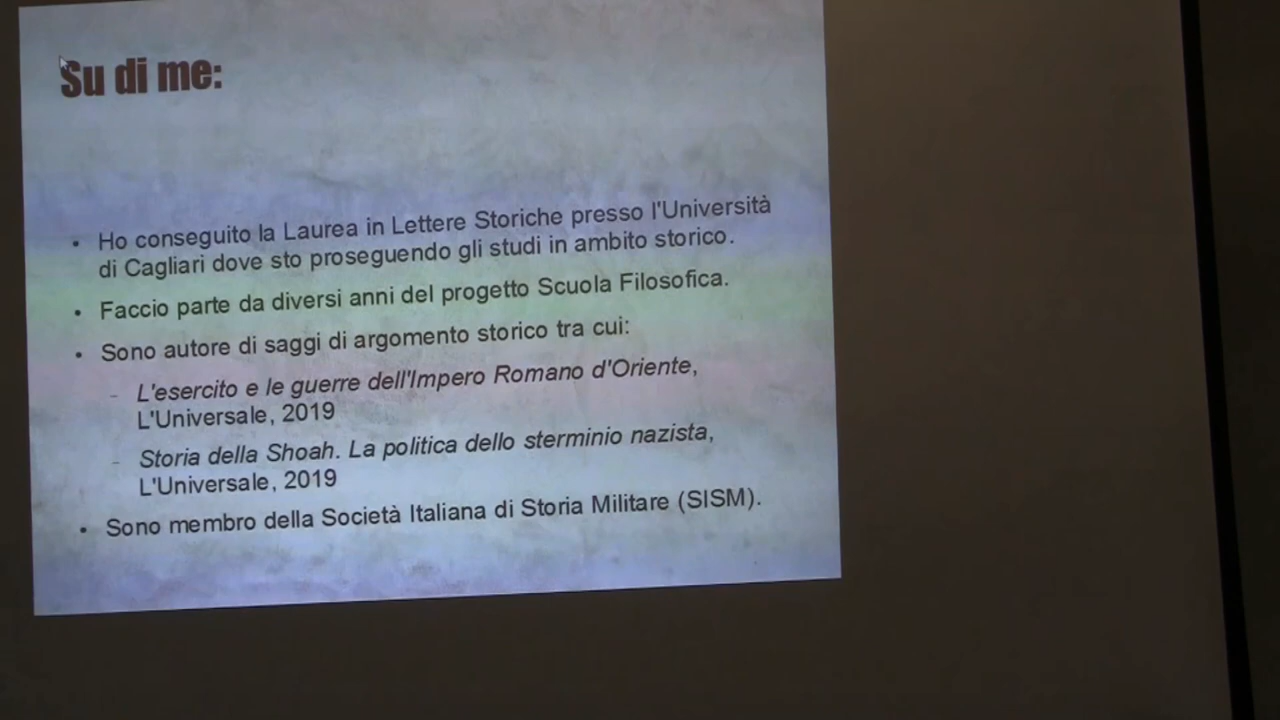 Su di me:
• Ho conseguito la Laurea in Lettere Storiche presso l'Università
di Cagliari dove sto proseguendo gli studi in ambito storico.
• Faccio parte da diversi anni del progetto Scuola Filosofica.
• Sono autore di saggi di argomento storico tra cui:
- L'esercito e le guerre dell'Impero Romano d'Oriente,
L'Universale, 2019
- Storia della Shoah. La politica dello sterminio nazista,
L'Universale, 2019
• Sono membro della Società Italiana di Storia Militare (SISM).